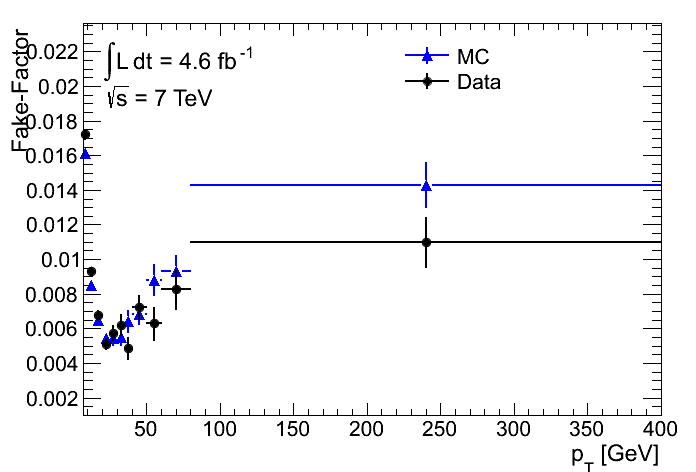 Fake-Factor
0.022
0.02
0.018
0.016
0.014
0.012
0.01
0.008
0.006
0.004
0.002
∫L dt = 4.6 fb⁻¹
√s = 7 TeV
MC
Data
50 100 150 200 250 300 350 400
p_T [GeV]